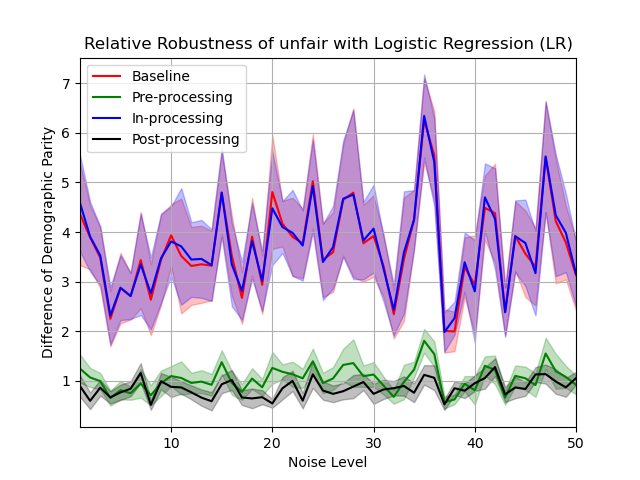 Relative Robustness of unfair with Logistic Regression (LR)
Baseline
Pre-processing
In-processing
Post-processing
Difference of Demographic Parity
7
6
5
4
3
2
1
10
20
30
40
50
Noise Level